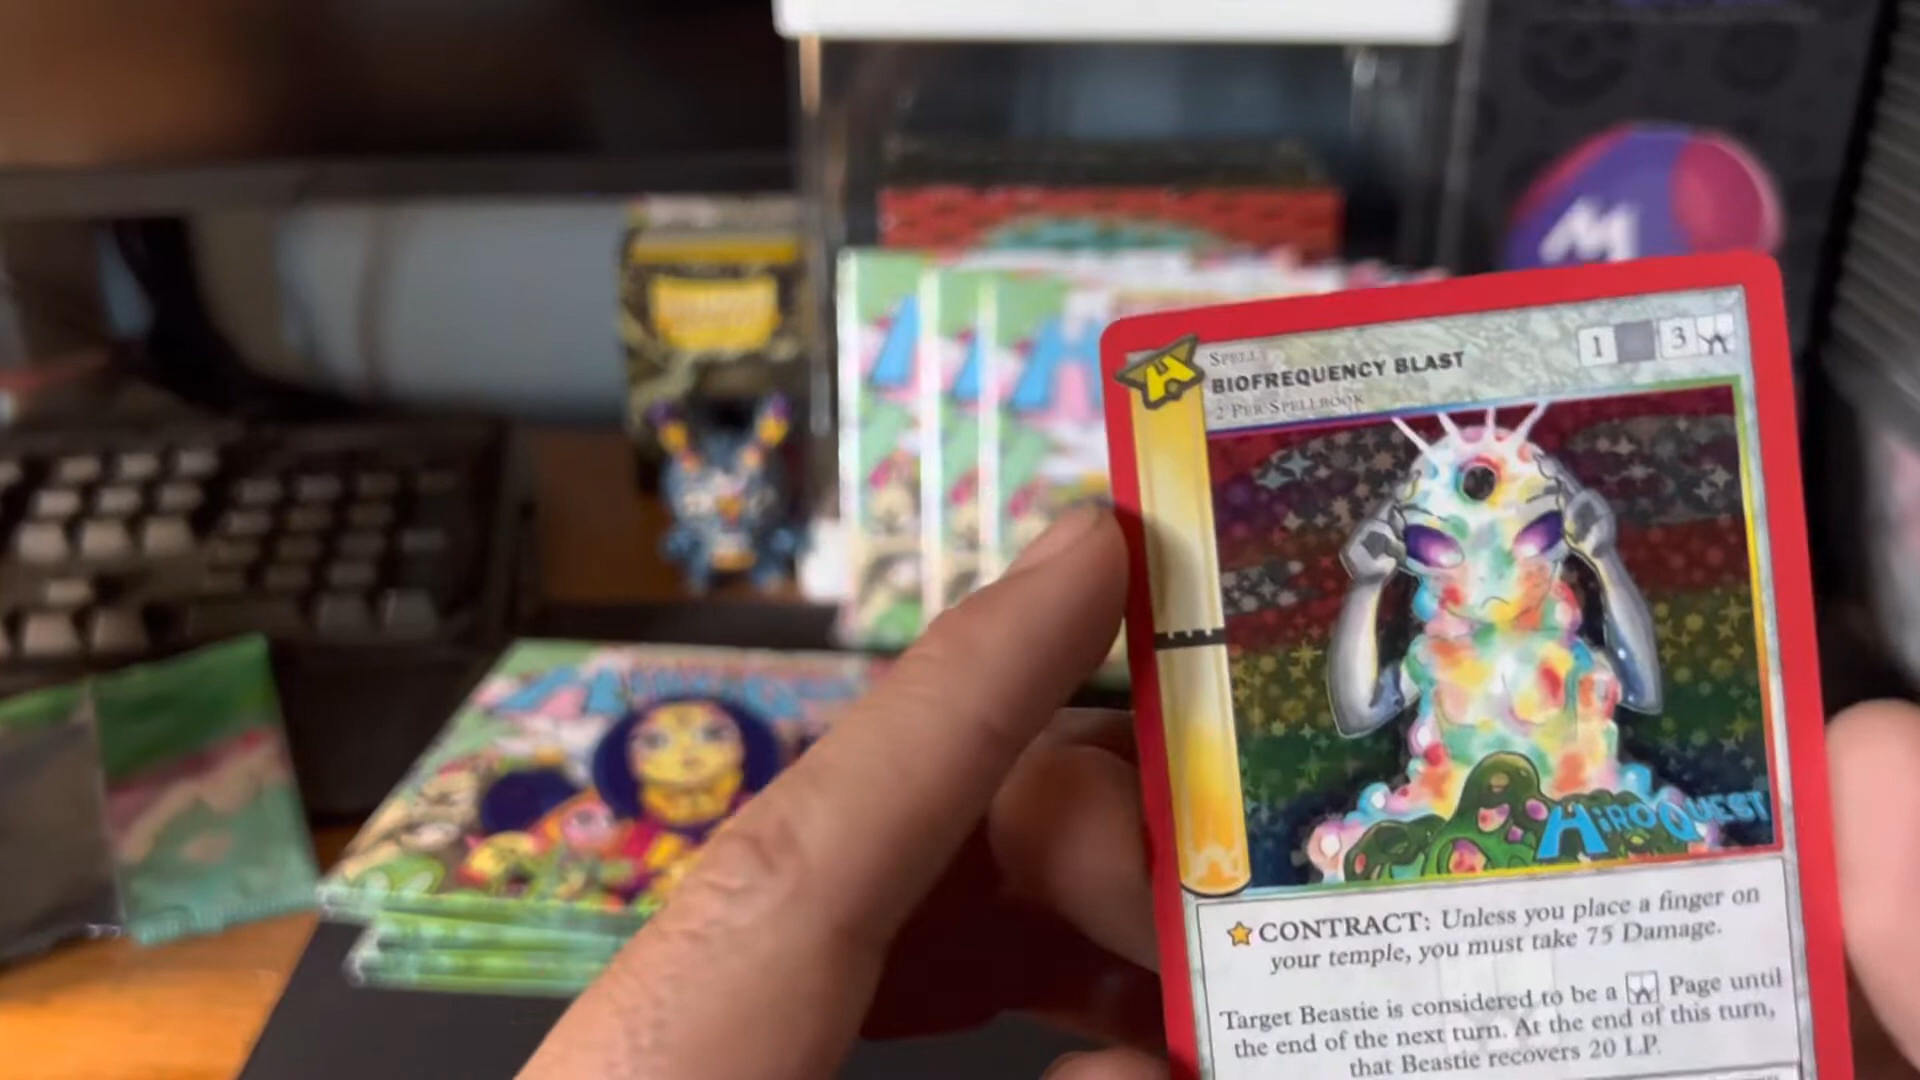 M
SPELL
BIOFREQUENCY BLAST
2 PER SPELLBOOK
1 3
HIROQUEST
CONTRACT: Unless you place a finger on
your temple, you must take 75 Damage.
Target Beastie is considered to be a Page until
the end of the next turn. At the end of this turn,
that Beastie recovers 20 LP.